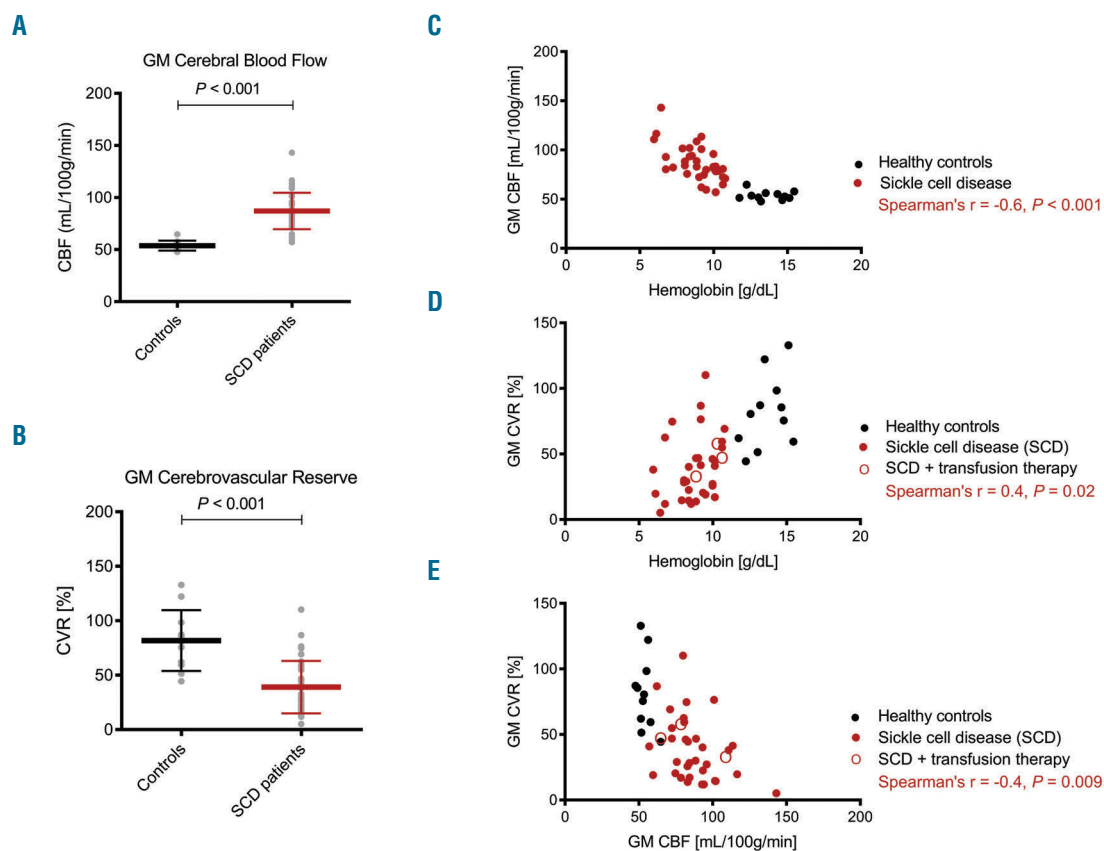 A
GM Cerebral Blood Flow
P < 0.001
CBF (mL/100g/min)
200
150
100
50
0
Controls
SCD patients
B
GM Cerebrovascular Reserve
P < 0.001
CVR [%]
200
150
100
50
0
Controls
SCD patients
C
GM CBF [mL/100g/min]
200
150
100
50
0
0
5
10
15
20
Hemoglobin [g/dL]
Healthy controls
Sickle cell disease
Spearman's r = -0.6, P < 0.001
D
GM CVR [%]
150
100
50
0
0
5
10
15
20
Hemoglobin [g/dL]
Healthy controls
Sickle cell disease (SCD)
SCD + transfusion therapy
Spearman's r = 0.4, P = 0.02
E
GM CVR [%]
150
100
50
0
0
50
100
150
200
GM CBF [mL/100g/min]
Healthy controls
Sickle cell disease (SCD)
SCD + transfusion therapy
Spearman's r = -0.4, P = 0.009